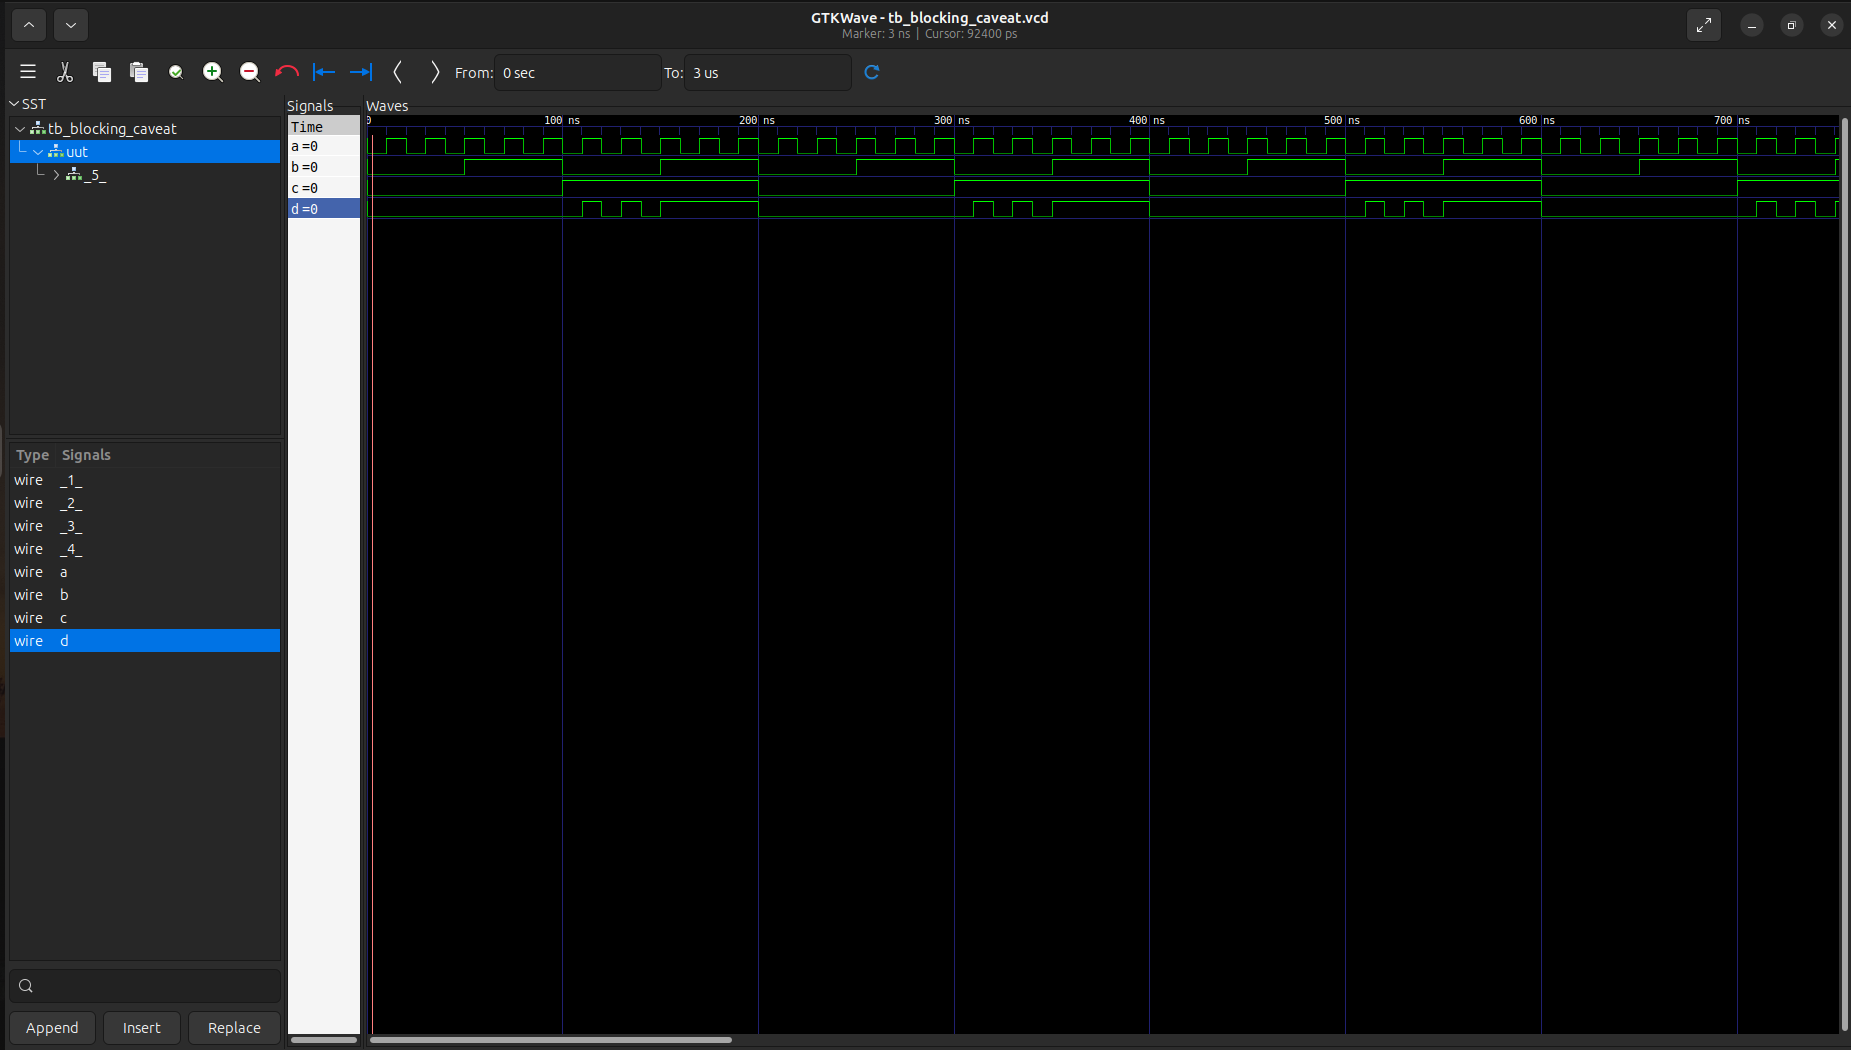 GTKWave - tb_blocking_caveat.vcd
Marker: 3 ns | Cursor: 92400 ps
From: 0 sec To: 3 us
SST
tb_blocking_caveat
uut
_5_
Type Signals
wire _1_
wire _2_
wire _3_
wire _4_
wire a
wire b
wire c
wire d
Append Insert Replace
Signals
Time
a =0
b =0
c =0
d =0
Waves
0 100 ns 200 ns 300 ns 400 ns 500 ns 600 ns 700 ns